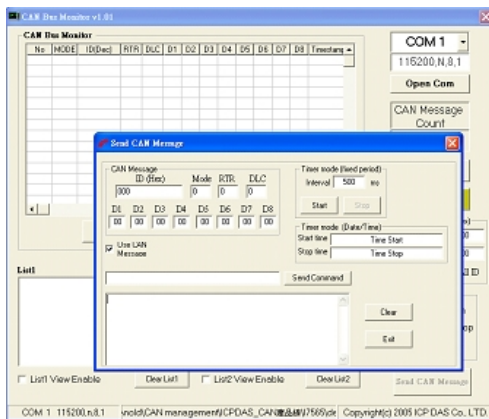 CAN Bus Monitor v1.01
CAN Bus Monitor
No MODE ID(Dec) RTR DLC D1 D2 D3 D4 D5 D6 D7 D8 Timestamp
COM 1
115200,N,8,1
Open Com
CAN Message
Count
Send CAN Message
CAN Message
ID (Hex) Mode RTR DLC
000 0 0 0
D1 D2 D3 D4 D5 D6 D7 D8
00 00 00 00 00 00 00 00
Use CAN
Message
Timer mode (fixed period)
Interval 500 ms
Start Stop
Timer mode (Date/Time)
Start time Time Start
Stop time Time Stop
Send Command
Clear
Exit
List1
List1 View Enable Clear List1 List2 View Enable Clear List2
Send CAN Message
COM 1 115200,n,8,1 \CAN management\ICPDAS_CAN Copyright(c) 2005 ICP DAS Co., LTD